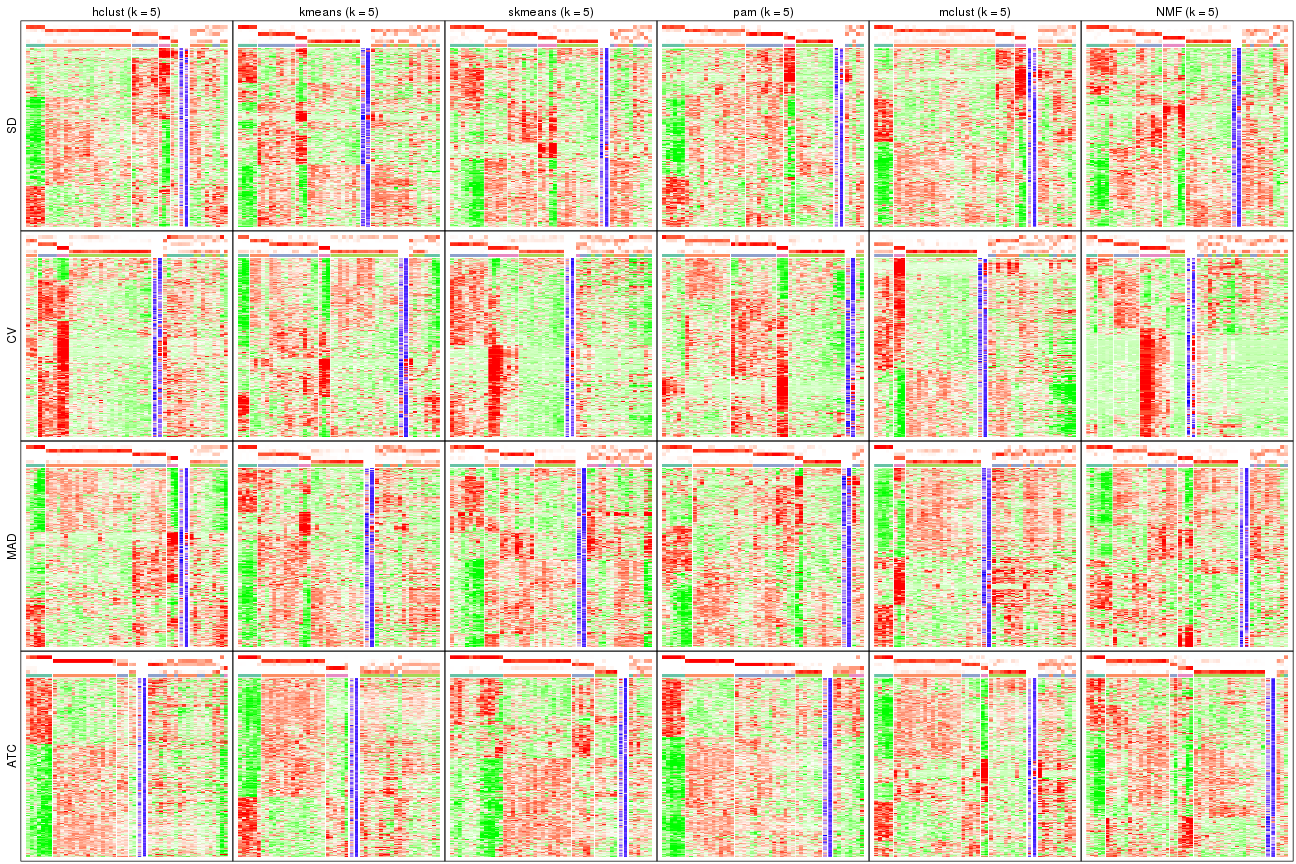 hclust (k = 5) kmeans (k = 5) skmeans (k = 5) pam (k = 5) mclust (k = 5) NMF (k = 5)
SD
CV
MAD
ATC